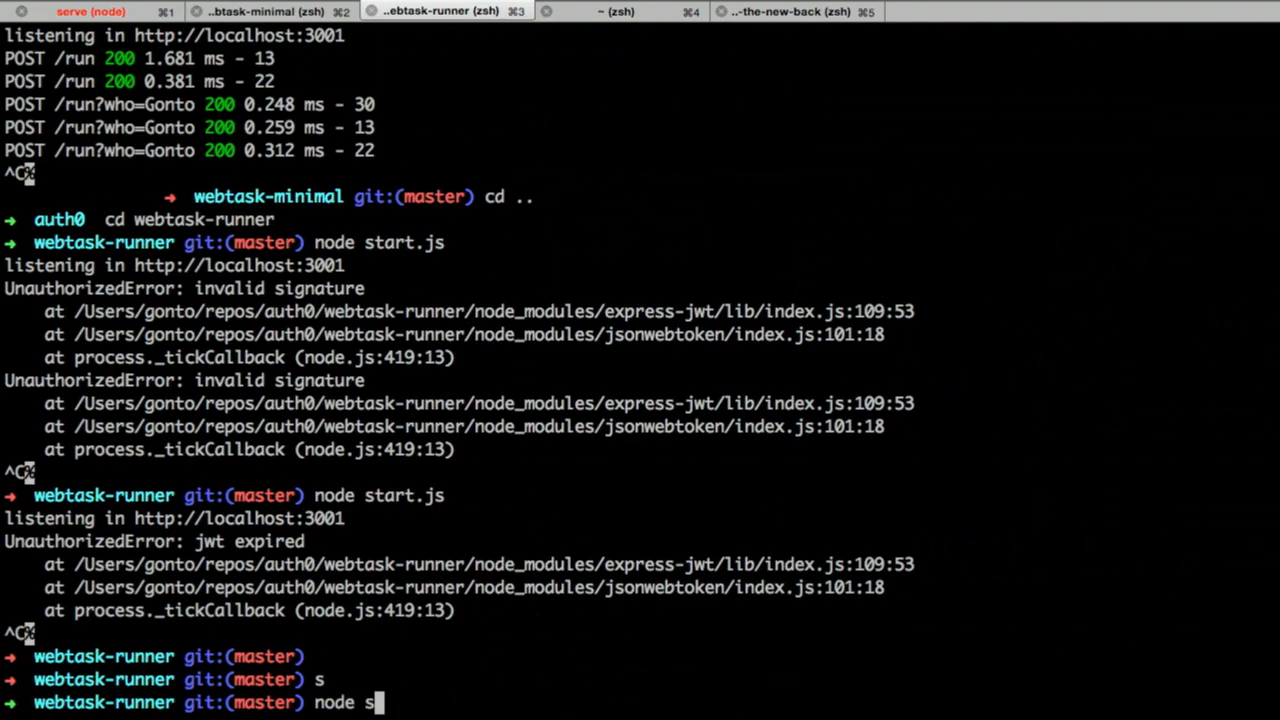 serve (node) ⌘1 ..btask-minimal (zsh) ⌘2 ..ebtask-runner (zsh) ⌘3 ~ (zsh) ⌘4 ..-the-new-back (zsh) ⌘5
listening in http://localhost:3001
POST /run 200 1.681 ms - 13
POST /run 200 0.381 ms - 22
POST /run?who=Gonto 200 0.248 ms - 30
POST /run?who=Gonto 200 0.259 ms - 13
POST /run?who=Gonto 200 0.312 ms - 22
^C%
➜ webtask-minimal git:(master) cd ..
➜ auth0 cd webtask-runner
➜ webtask-runner git:(master) node start.js
listening in http://localhost:3001
UnauthorizedError: invalid signature
at /Users/gonto/repos/auth0/webtask-runner/node_modules/express-jwt/lib/index.js:109:53
at /Users/gonto/repos/auth0/webtask-runner/node_modules/jsonwebtoken/index.js:101:18
at process._tickCallback (node.js:419:13)
UnauthorizedError: invalid signature
at /Users/gonto/repos/auth0/webtask-runner/node_modules/express-jwt/lib/index.js:109:53
at /Users/gonto/repos/auth0/webtask-runner/node_modules/jsonwebtoken/index.js:101:18
at process._tickCallback (node.js:419:13)
^C%
➜ webtask-runner git:(master) node start.js
listening in http://localhost:3001
UnauthorizedError: jwt expired
at /Users/gonto/repos/auth0/webtask-runner/node_modules/express-jwt/lib/index.js:109:53
at /Users/gonto/repos/auth0/webtask-runner/node_modules/jsonwebtoken/index.js:101:18
at process._tickCallback (node.js:419:13)
^C%
➜ webtask-runner git:(master)
➜ webtask-runner git:(master) s
➜ webtask-runner git:(master) node s